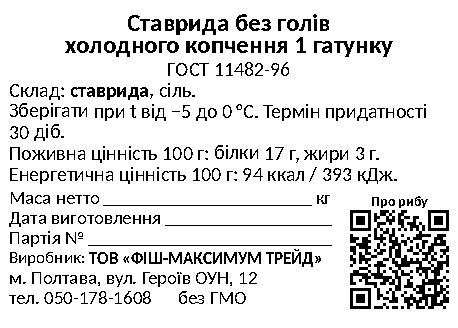 Ставрида без голів
холодного копчення 1 гатунку
ГОСТ 11482-96
Склад: ставрида, сіль.
Зберігати при t від −5 до 0 °С. Термін придатності
30 діб.
Поживна цінність 100 г: білки 17 г, жири 3 г.
Енергетична цінність 100 г: 94 ккал / 393 кДж.
Маса нетто ______________________ кг
Про рибу
Дата виготовлення __________________
Партія № __________________________
Виробник: ТОВ «ФІШ-МАКСИМУМ ТРЕЙД»
м. Полтава, вул. Героїв ОУН, 12
тел. 050-178-1608 без ГМО